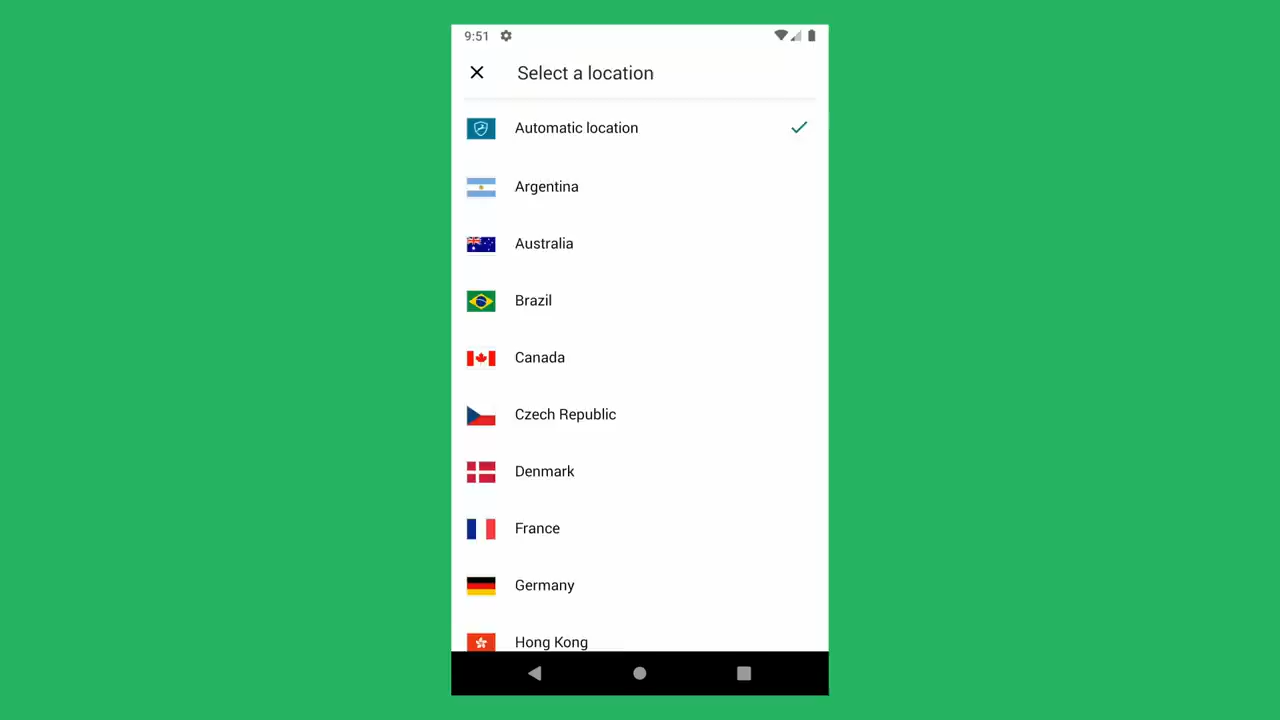 9:51
Select a location
Automatic location
Argentina
Australia
Brazil
Canada
Czech Republic
Denmark
France
Germany
Hong Kong